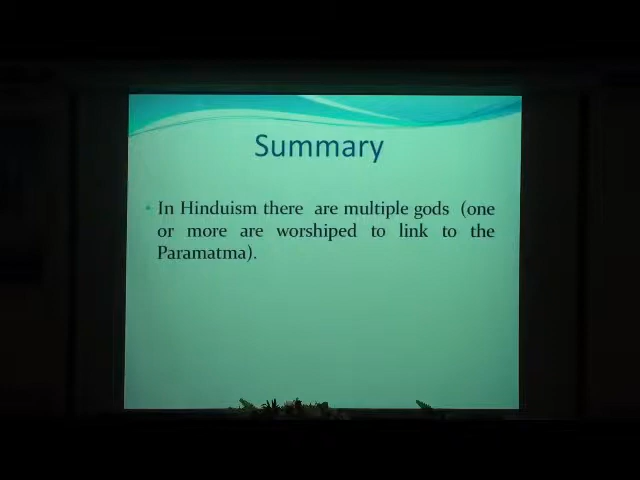 Summary
• In Hinduism there are multiple gods (one
or more are worshiped to link to the
Paramatma).